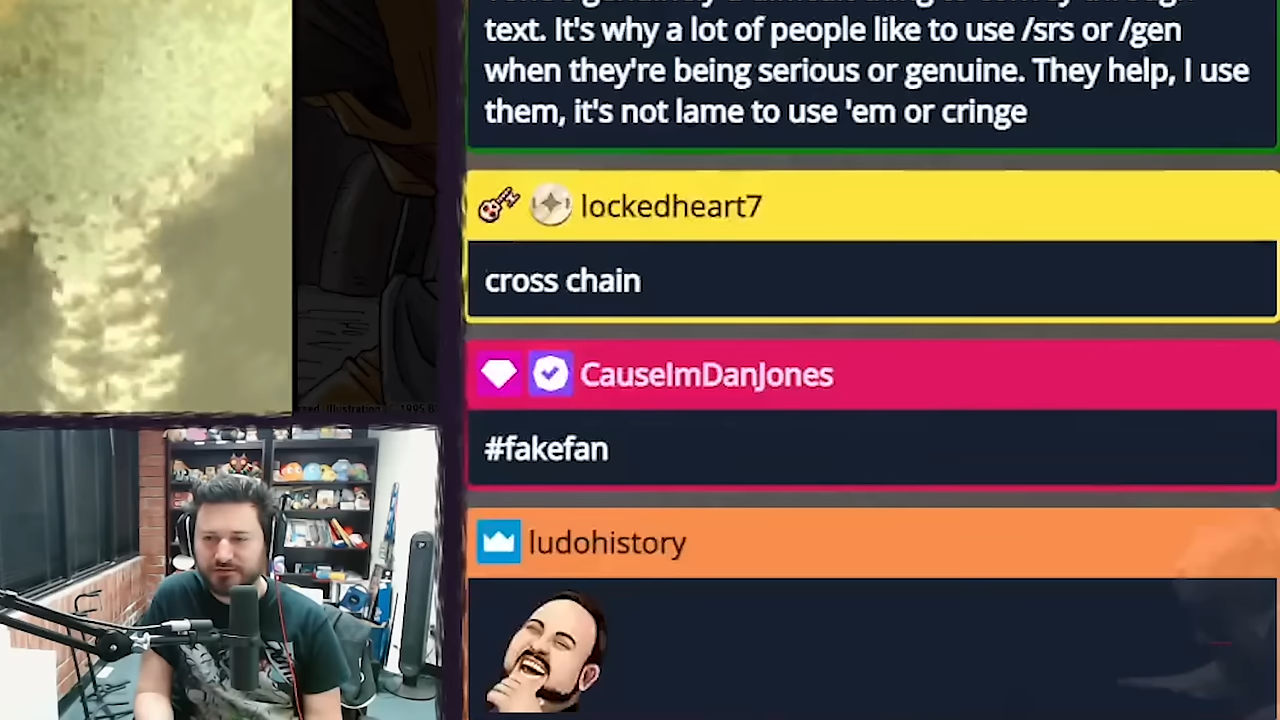 text. It's why a lot of people like to use /srs or /gen
when they're being serious or genuine. They help, I use
them, it's not lame to use 'em or cringe
lockedheart7
cross chain
CauseImDanJones
#fakefan
ludohistory